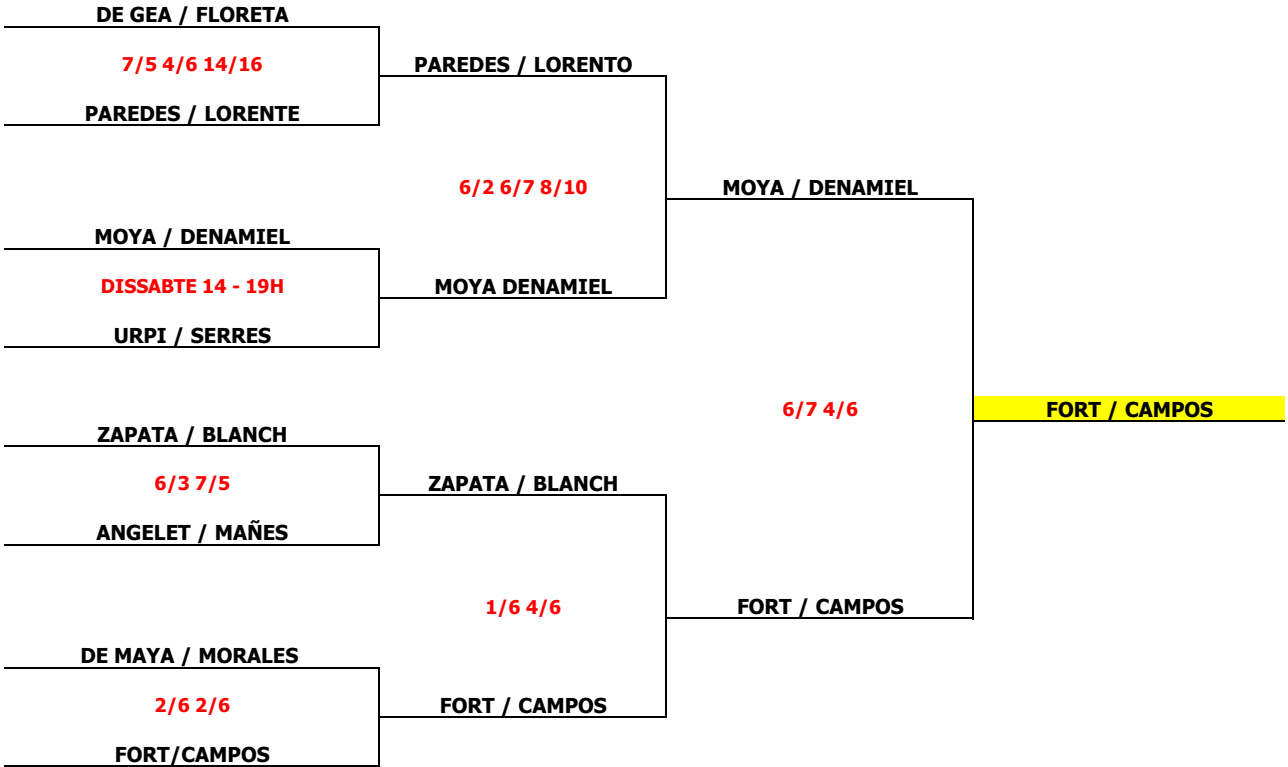 DE GEA / FLORETA
7/5 4/6 14/16
PAREDES / LORENTO
PAREDES / LORENTE
6/2 6/7 8/10
MOYA / DENAMIEL
MOYA / DENAMIEL
DISSABTE 14 - 19H
MOYA DENAMIEL
URPI / SERRES
6/7 4/6
FORT / CAMPOS
ZAPATA / BLANCH
6/3 7/5
ZAPATA / BLANCH
ANGELET / MAÑES
1/6 4/6
FORT / CAMPOS
DE MAYA / MORALES
2/6 2/6
FORT / CAMPOS
FORT/CAMPOS